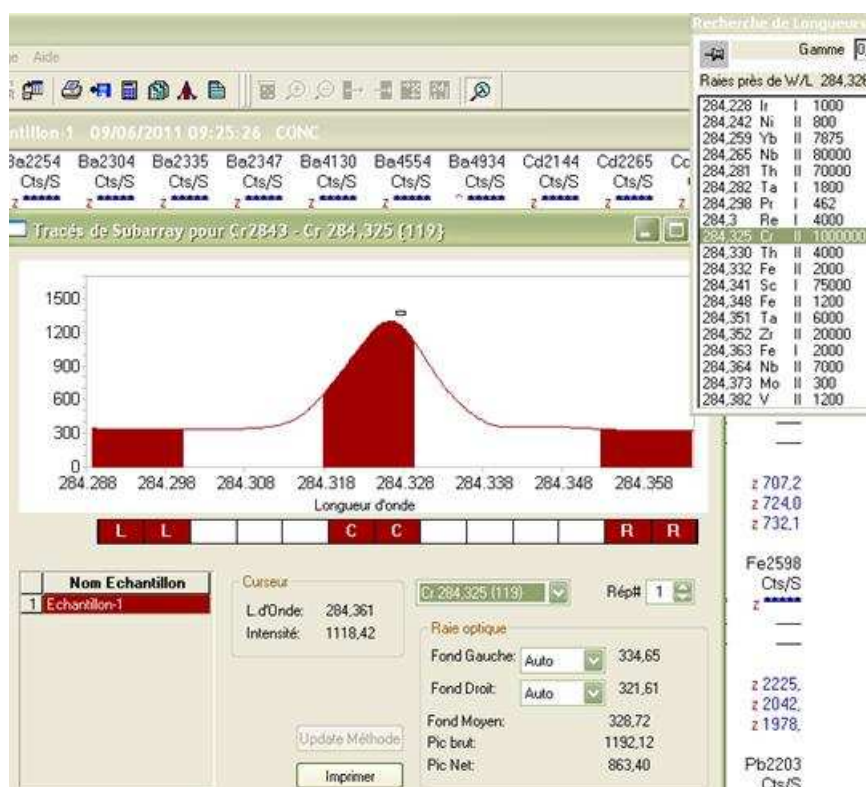 Recherche de Longueurs
Aide
Gamme 0,
Raies près de W/L 284,326
284,228 Ir I 1000
284,242 Ni II 800
284,259 Yb II 7875
284,265 Nb II 80000
284,281 Th II 70000
284,282 Ta I 1800
284,298 Pr I 462
284,3 Re I 4000
284,325 Cr II 1000000
284,330 Th II 4000
284,332 Fe II 2000
284,341 Sc I 75000
284,348 Fe II 1200
284,351 Ta II 6000
284,352 Zr II 20000
284,363 Fe I 2000
284,364 Nb II 7000
284,373 Mo II 300
284,382 V II 1200
ntillon-1 09/06/2011 09:25:26 CONC
Ba2254 Ba2304 Ba2335 Ba2347 Ba4130 Ba4554 Ba4934 Cd2144 Cd2265
Cts/S Cts/S Cts/S Cts/S Cts/S Cts/S Cts/S Cts/S Cts/S
z ***** z ***** z ***** z ***** z ***** z ***** ^ ***** z ***** z ***** z
Tracés de Subarray pour Cr2843 - Cr 284,325 {119}
1500
1200
900
600
300
0
284.288 284.298 284.308 284.318 284.328 284.338 284.348 284.358
Longueur d'onde
L L C C R R
Nom Echantillon
1 Echantillon-1
Curseur
L.d'Onde: 284,361
Intensité: 1118,42
Update Méthode
Imprimer
Cr 284,325 {119} Rép# 1
Raie optique
Fond Gauche: Auto 334,65
Fond Droit: Auto 321,61
Fond Moyen: 328,72
Pic brut: 1192,12
Pic Net: 863,40
z 707,2
z 724,0
z 732,1
Fe2598
Cts/S
z *****
z 2225,
z 2042,
z 1978,
Pb2203
Cts/S